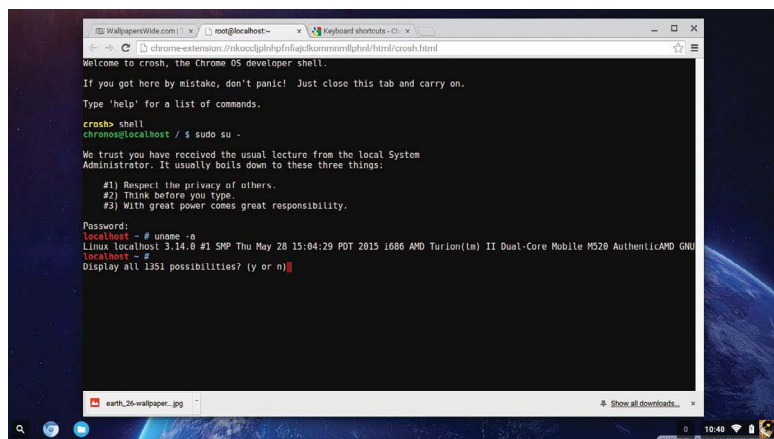 WallpapersWide.com | T
root@localhost:~
Keyboard shortcuts - Ch
chrome-extension://nkoccljplnhpfnfiajclkommnmllphnl/html/crosh.html
Welcome to crosh, the Chrome OS developer shell.
If you got here by mistake, don't panic!  Just close this tab and carry on.
Type 'help' for a list of commands.
crosh> shell
chronos@localhost / $ sudo su -
We trust you have received the usual lecture from the local System
Administrator. It usually boils down to these three things:
#1) Respect the privacy of others.
#2) Think before you type.
#3) With great power comes great responsibility.
Password:
localhost ~ # uname -a
Linux localhost 3.14.0 #1 SMP Thu May 28 15:04:29 PDT 2015 i686 AMD Turion(tm) II Dual-Core Mobile M520 AuthenticAMD GNU
localhost ~ #
Display all 1351 possibilities? (y or n)
earth_26-wallpaper....jpg
Show all downloads...
0
10:48